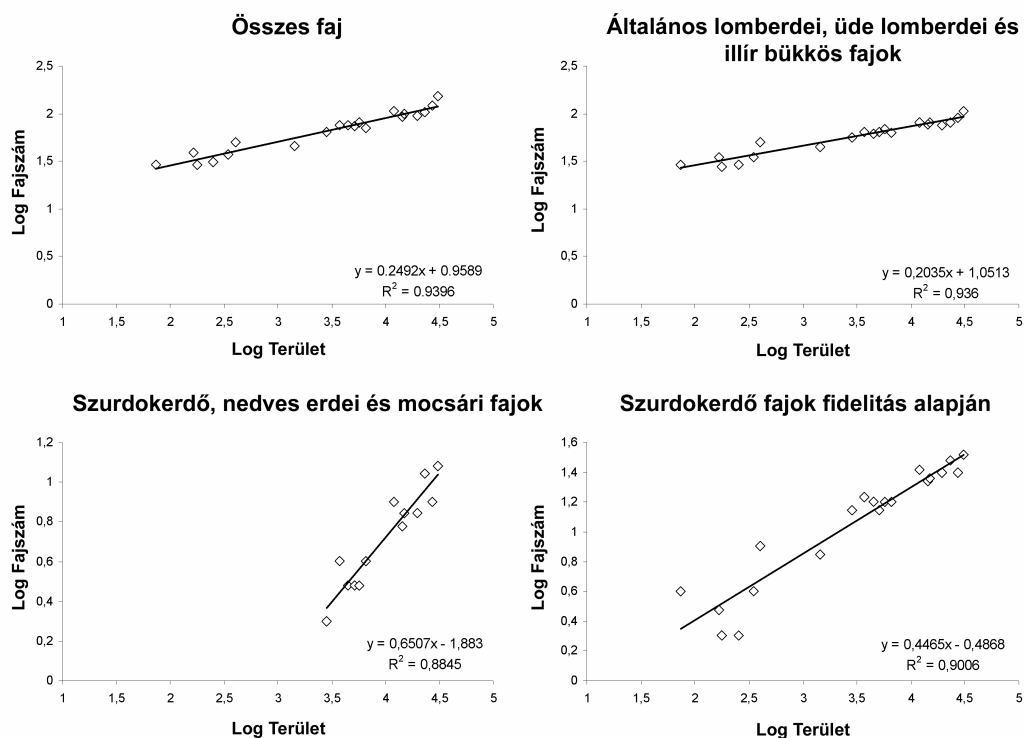 Összes faj
2,5
2
1,5
1
0,5
0
1 1,5 2 2,5 3 3,5 4 4,5 5
Log Fajszám
Log Terület
y = 0.2492x + 0.9589
R² = 0.9396
Általános lomberdei, üde lomberdei és
illír bükkös fajok
2,5
2
1,5
1
0,5
0
1 1,5 2 2,5 3 3,5 4 4,5 5
Log Fajszám
Log Terület
y = 0,2035x + 1,0513
R² = 0,936
Szurdokerdő, nedves erdei és mocsári fajok
1,2
1
0,8
0,6
0,4
0,2
0
1 1,5 2 2,5 3 3,5 4 4,5 5
Log Fajszám
Log Terület
y = 0,6507x - 1,883
R² = 0,8845
Szurdokerdő fajok fidelitás alapján
1,6
1,4
1,2
1
0,8
0,6
0,4
0,2
0
1 1,5 2 2,5 3 3,5 4 4,5 5
Log Fajszám
Log Terület
y = 0,4465x - 0,4868
R² = 0,9006